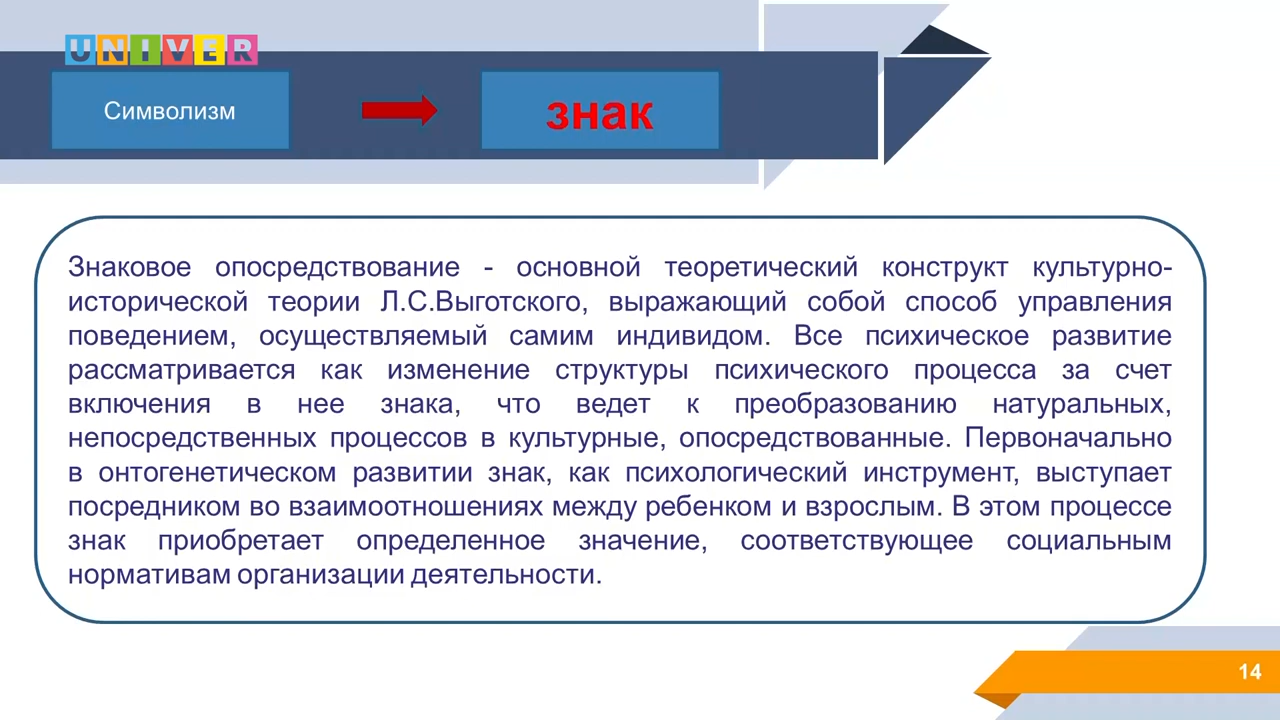 UNIVER
Символизм
знак
Знаковое опосредствование - основной теоретический конструкт культурно-
исторической теории Л.С.Выготского, выражающий собой способ управления
поведением, осуществляемый самим индивидом. Все психическое развитие
рассматривается как изменение структуры психического процесса за счет
включения в нее знака, что ведет к преобразованию натуральных,
непосредственных процессов в культурные, опосредствованные. Первоначально
в онтогенетическом развитии знак, как психологический инструмент, выступает
посредником во взаимоотношениях между ребенком и взрослым. В этом процессе
знак приобретает определенное значение, соответствующее социальным
нормативам организации деятельности.
14